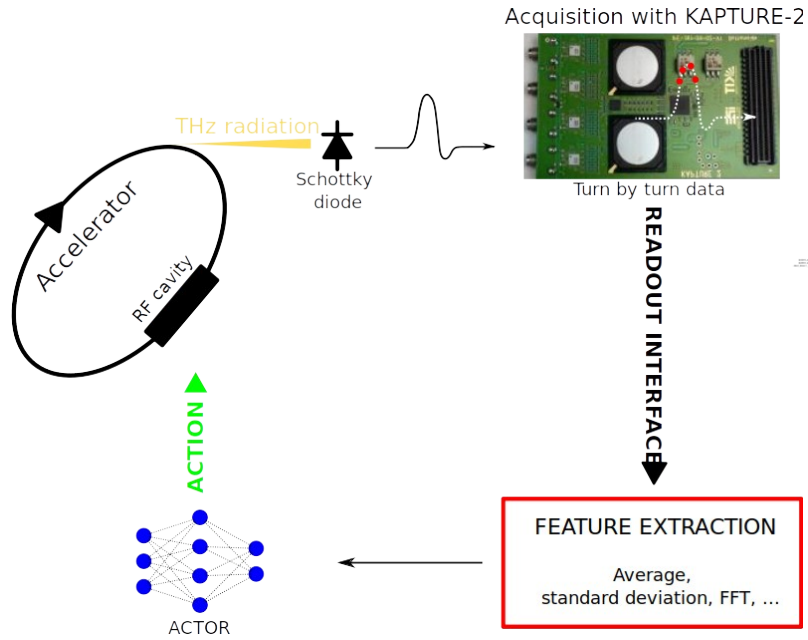 Acquisition with KAPTURE-2
THz radiation
Schottky
diode
Turn by turn data
Accelerator
RF cavity
READOUT INTERFACE
ACTION
FEATURE EXTRACTION
Average,
standard deviation, FFT, ...
ACTOR